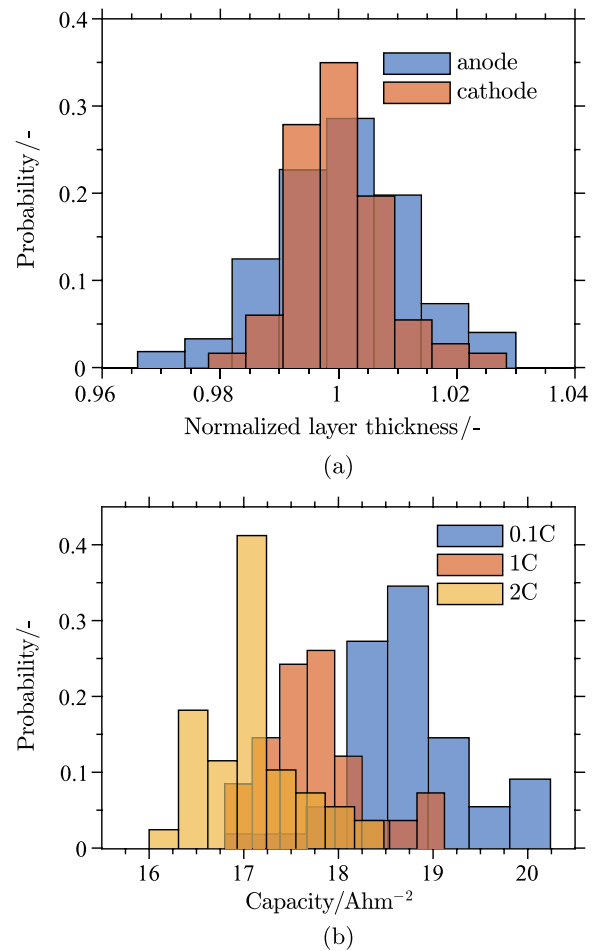 0.4
0.3
0.2
0.1
0
Probability/-
anode
cathode
0.96
0.98
1
1.02
1.04
Normalized layer thickness/-
(a)
0.4
0.3
0.2
0.1
0
Probability/-
0.1C
1C
2C
16
17
18
19
20
Capacity/Ahm⁻²
(b)